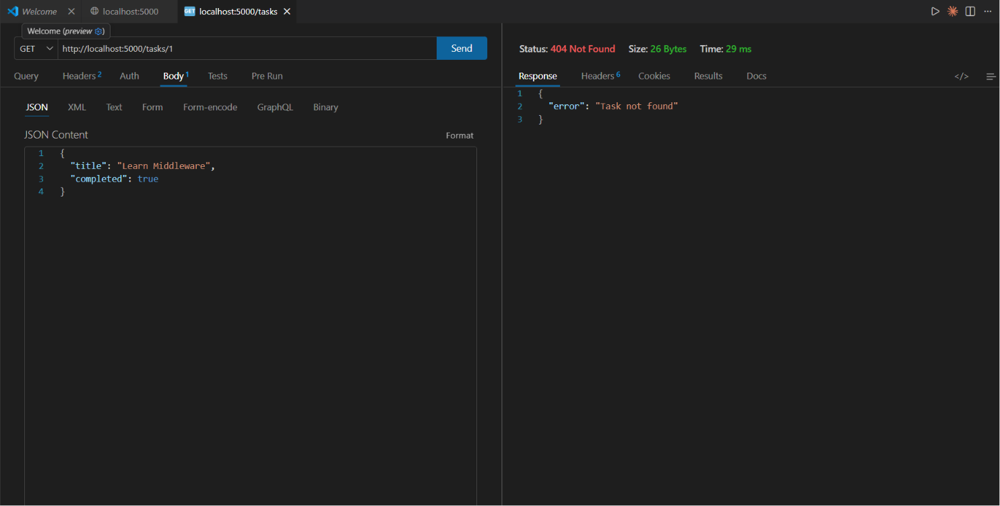 Welcome localhost:5000 GET localhost:5000/tasks
Welcome (preview)
GET http://localhost:5000/tasks/1 Send
Query Headers 2 Auth Body 1 Tests Pre Run
JSON XML Text Form Form-encode GraphQL Binary
JSON Content Format
1 {
2 "title": "Learn Middleware",
3 "completed": true
4 }
Status: 404 Not Found Size: 26 Bytes Time: 29 ms
Response Headers 6 Cookies Results Docs </>
1 {
2 "error": "Task not found"
3 }